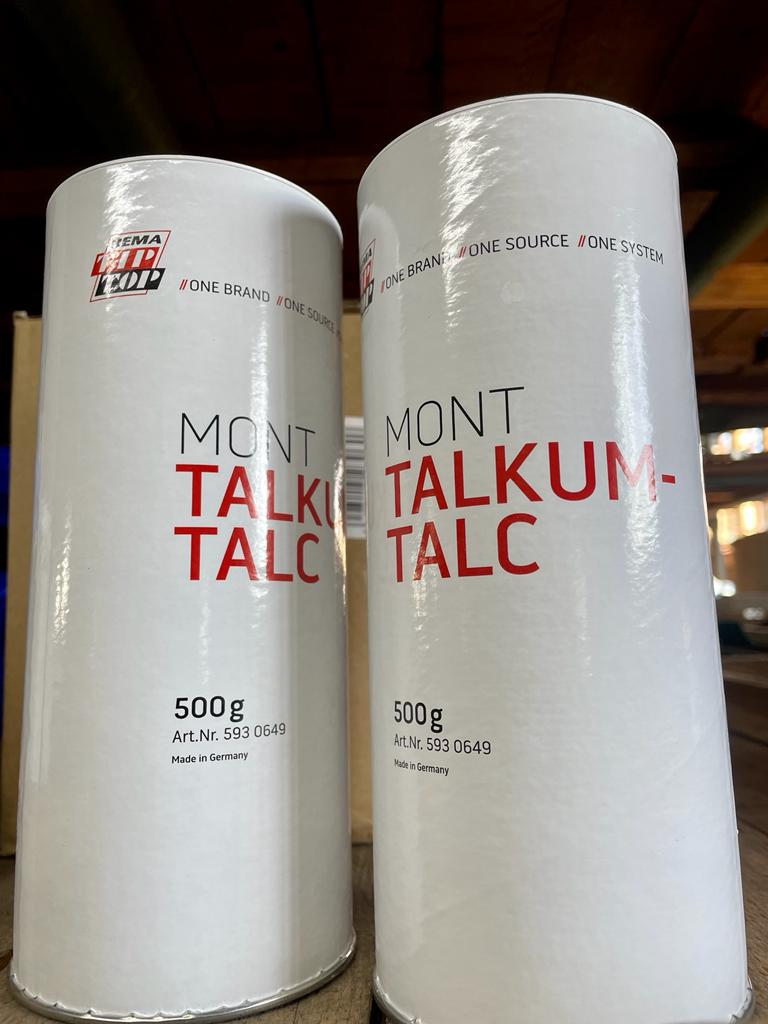 REMA
TIP
TOP
//ONE BRAND //ONE SOURCE
MONT
TALKU
TALC
500g
Art.Nr. 593 0649
Made in Germany
//ONE BRAND //ONE SOURCE //ONE SYSTEM
MONT
TALKUM-
TALC
500g
Art.Nr. 593 0649
Made in Germany